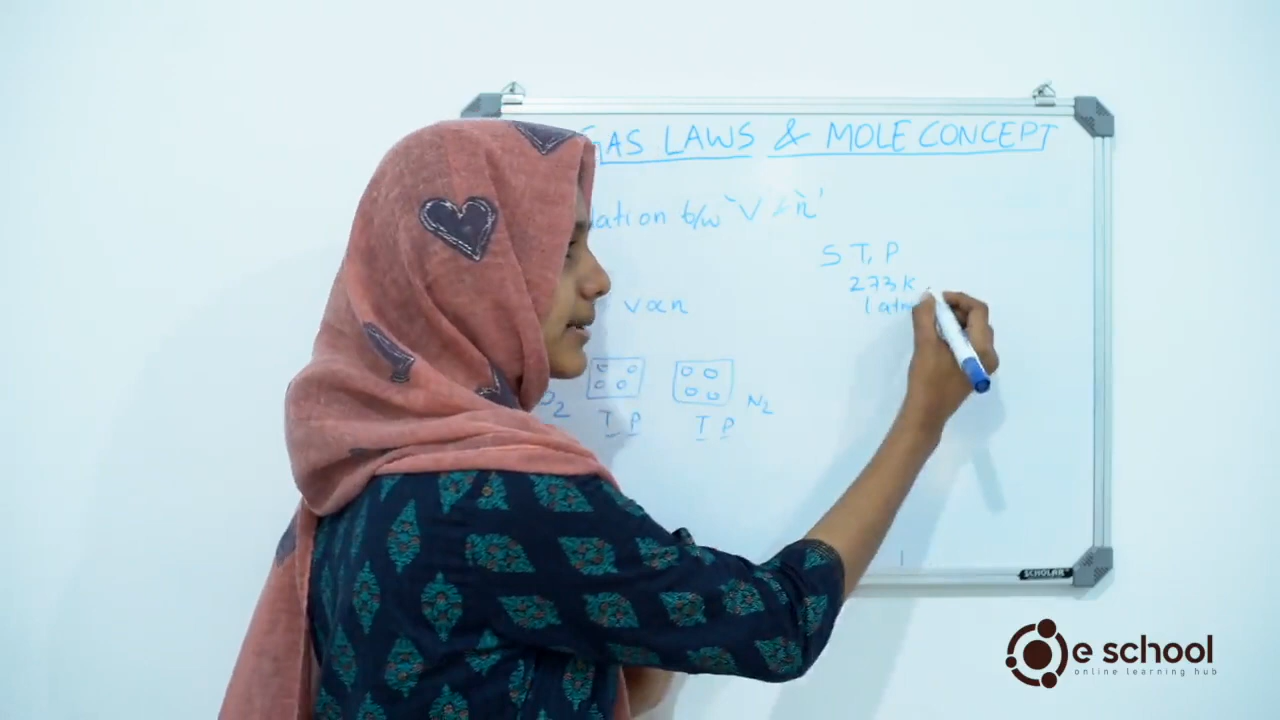 GAS LAWS & MOLE CONCEPT
lation b/w 'V & 'n'
S T, P
273 K
1 atm
V α n
O2
N2
T P
T P
SCHOLAR
e school
online learning hub